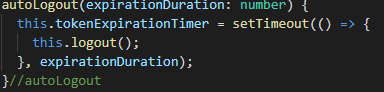 autoLogout(expirationDuration: number) {
  this.tokenExpirationTimer = setTimeout(() => {
    this.logout();
  }, expirationDuration);
}//autoLogout